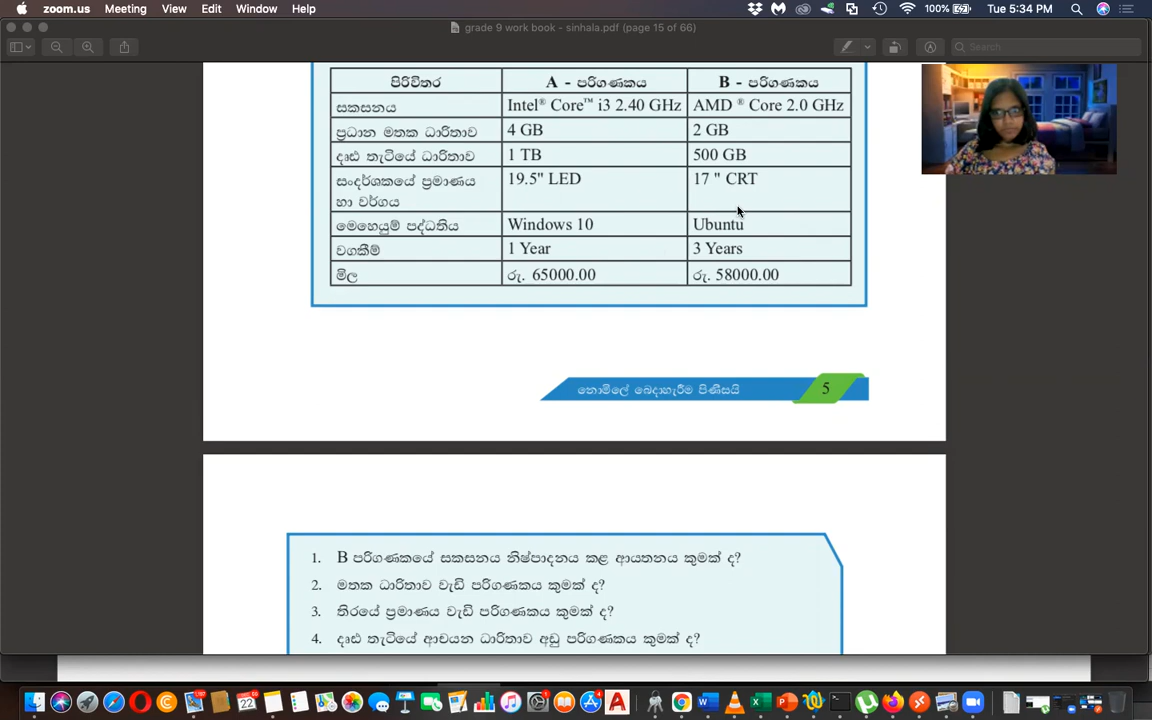 zoom.us Meeting View Edit Window Help 100% Tue 5:34 PM
grade 9 work book - sinhala.pdf (page 15 of 66)
Search
පිරිවිතර A - පරිගණකය B - පරිගණකය
සකසනය Intel® Core™ i3 2.40 GHz AMD ® Core 2.0 GHz
ප්‍රධාන මතක ධාරිතාව 4 GB 2 GB
දෘඪ තැටියේ ධාරිතාව 1 TB 500 GB
සංදර්ශකයේ ප්‍රමාණය 19.5" LED 17 " CRT
හා වර්ගය
මෙහෙයුම් පද්ධතිය Windows 10 Ubuntu
වගකීම් 1 Year 3 Years
මිල රු. 65000.00 රු. 58000.00
නොමිලේ බෙදාහැරීම පිණිසයි 5
1. B පරිගණකයේ සකසනය නිෂ්පාදනය කළ ආයතනය කුමක් ද?
2. මතක ධාරිතාව වැඩි පරිගණකය කුමක් ද?
3. තිරයේ ප්‍රමාණය වැඩි පරිගණකය කුමක් ද?
4. දෘඪ තැටියේ ආචයන ධාරිතාව අඩු පරිගණකය කුමක් ද?